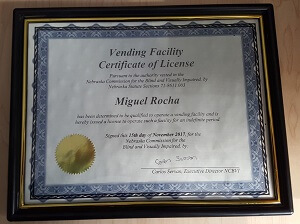 Vending Facility
Certificate of License
Pursuant to the authority vested in the
Nebraska Commission for the Blind and Visually Impaired, by
Nebraska Statute Sections 71-8611
Miguel Rocha
has been determined to be qualified to operate a vending facility and is
hereby issued a license to operate such a facility for an indefinite period.
Signed this 15th day of November 2017, for the
Nebraska Commission for the
Blind and Visually Impaired, by:
Carlos Servan, Executive Director NCBVI